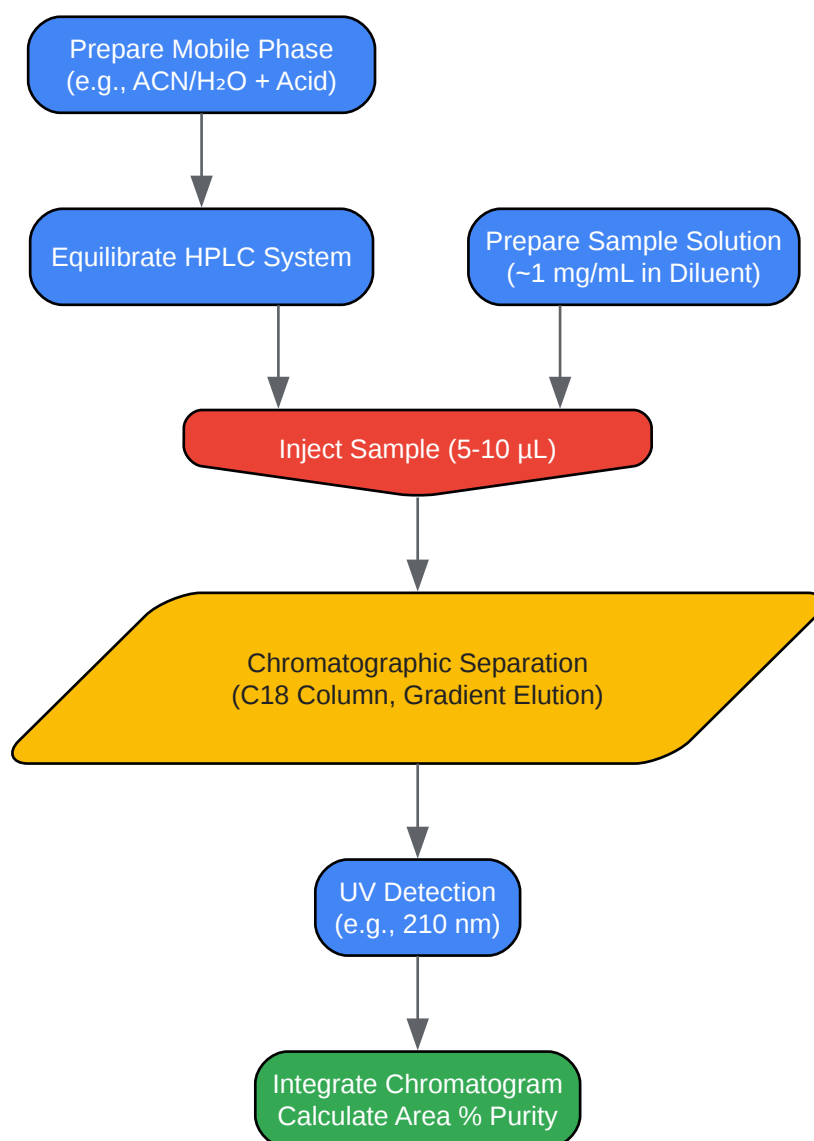 Prepare Mobile Phase
(e.g., ACN/H₂O + Acid)
Equilibrate HPLC System
Prepare Sample Solution
(~1 mg/mL in Diluent)
Inject Sample (5-10 µL)
Chromatographic Separation
(C18 Column, Gradient Elution)
UV Detection
(e.g., 210 nm)
Integrate Chromatogram
Calculate Area % Purity